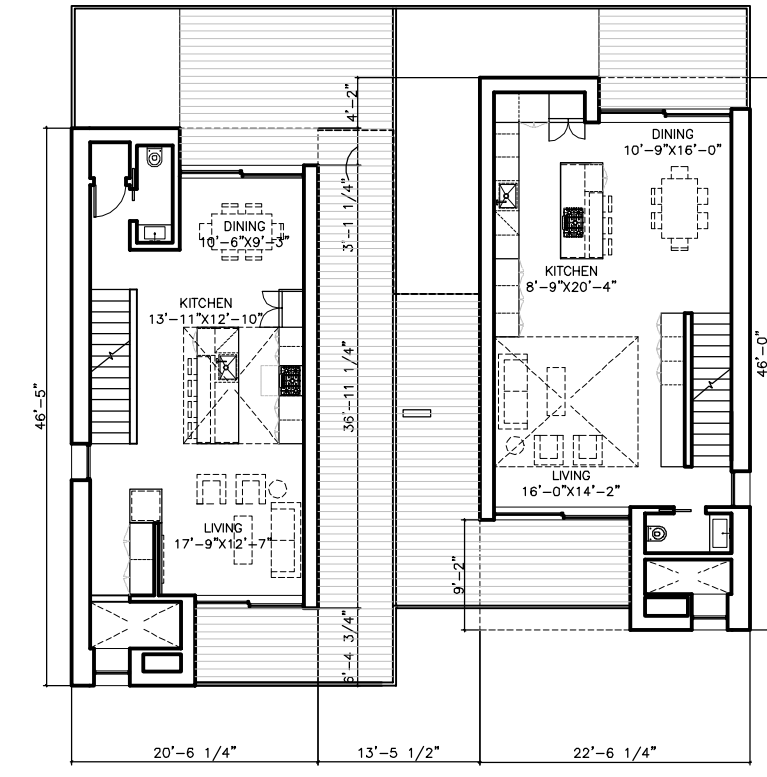 4'-2"
DINING
10'-9"X16'-0"
3'-1 1/4"
DINING
10'-6"X9'-3"
KITCHEN
8'-9"X20'-4"
KITCHEN
13'-11"X12'-10"
46'-5"
36'-11 1/4"
46'-0"
LIVING
16'-0"X14'-2"
LIVING
17'-9"X12'-7"
9'-2"
6'-4 3/4"
20'-6 1/4"
13'-5 1/2"
22'-6 1/4"